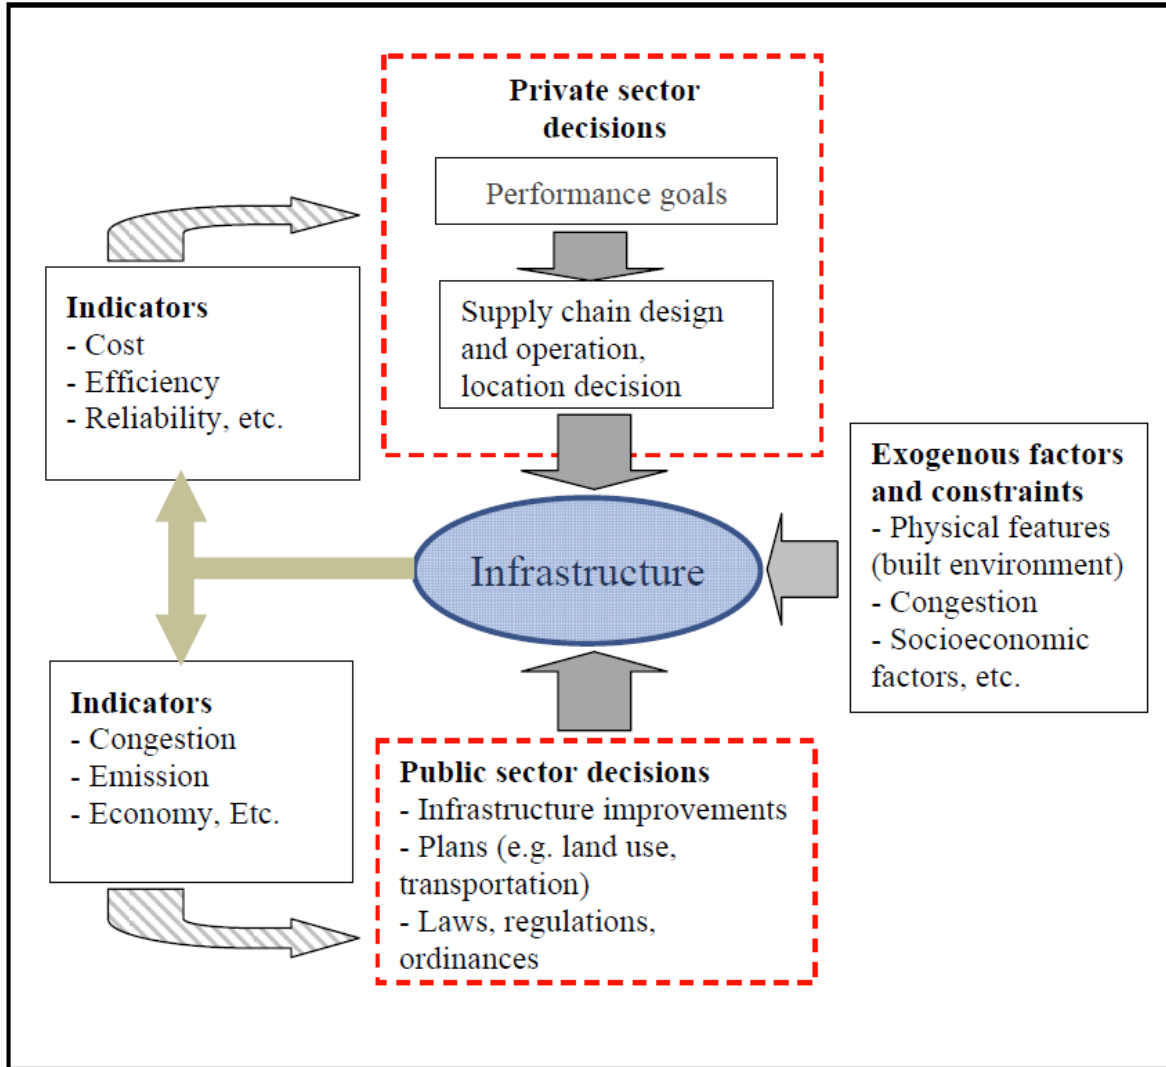 Private sector
decisions
Performance goals
Supply chain design
and operation,
location decision
Indicators
- Cost
- Efficiency
- Reliability, etc.
Exogenous factors
and constraints
- Physical features
(built environment)
- Congestion
- Socioeconomic
factors, etc.
Infrastructure
Indicators
- Congestion
- Emission
- Economy, Etc.
Public sector decisions
- Infrastructure improvements
- Plans (e.g. land use,
transportation)
- Laws, regulations,
ordinances